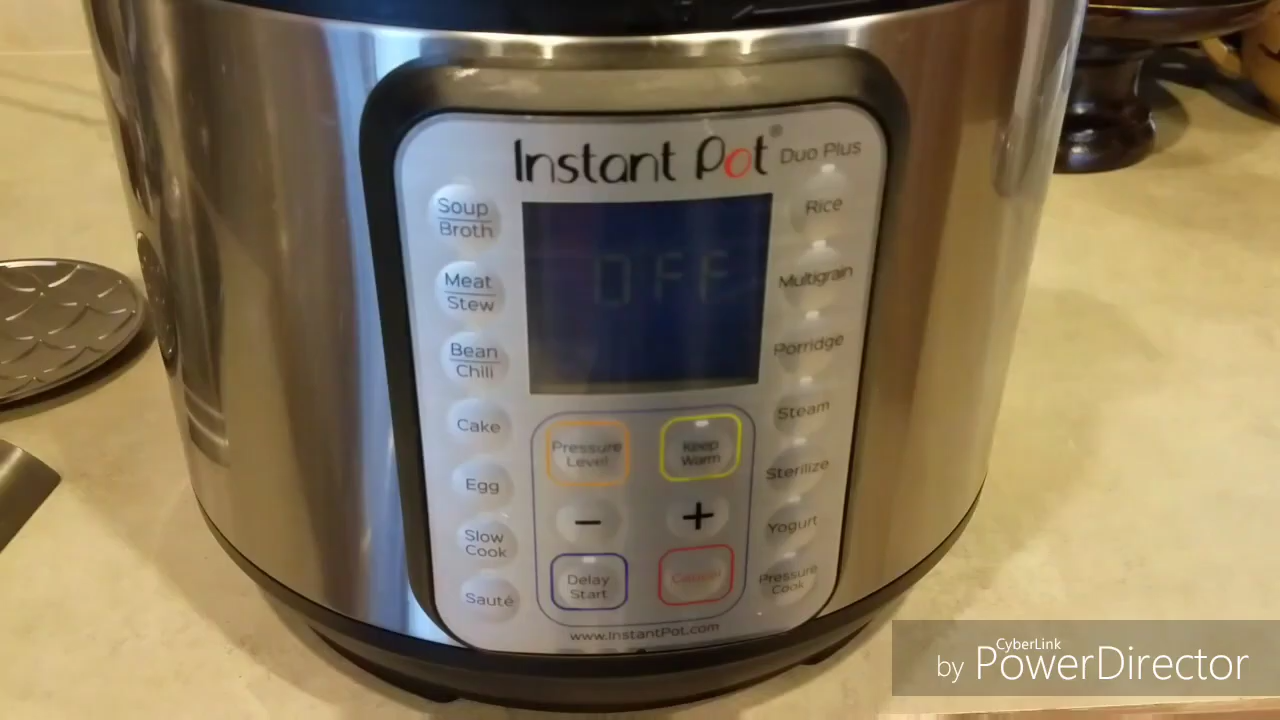 Instant Pot® Duo Plus
Soup
Broth
Meat
Stew
Bean
Chili
Cake
Egg
Slow
Cook
Sauté
OFF
Pressure
Level
Keep
Warm
−
+
Delay
Start
Cancel
Rice
Multigrain
Porridge
Steam
Sterilize
Yogurt
Pressure
Cook
www.InstantPot.com
CyberLink
by PowerDirector